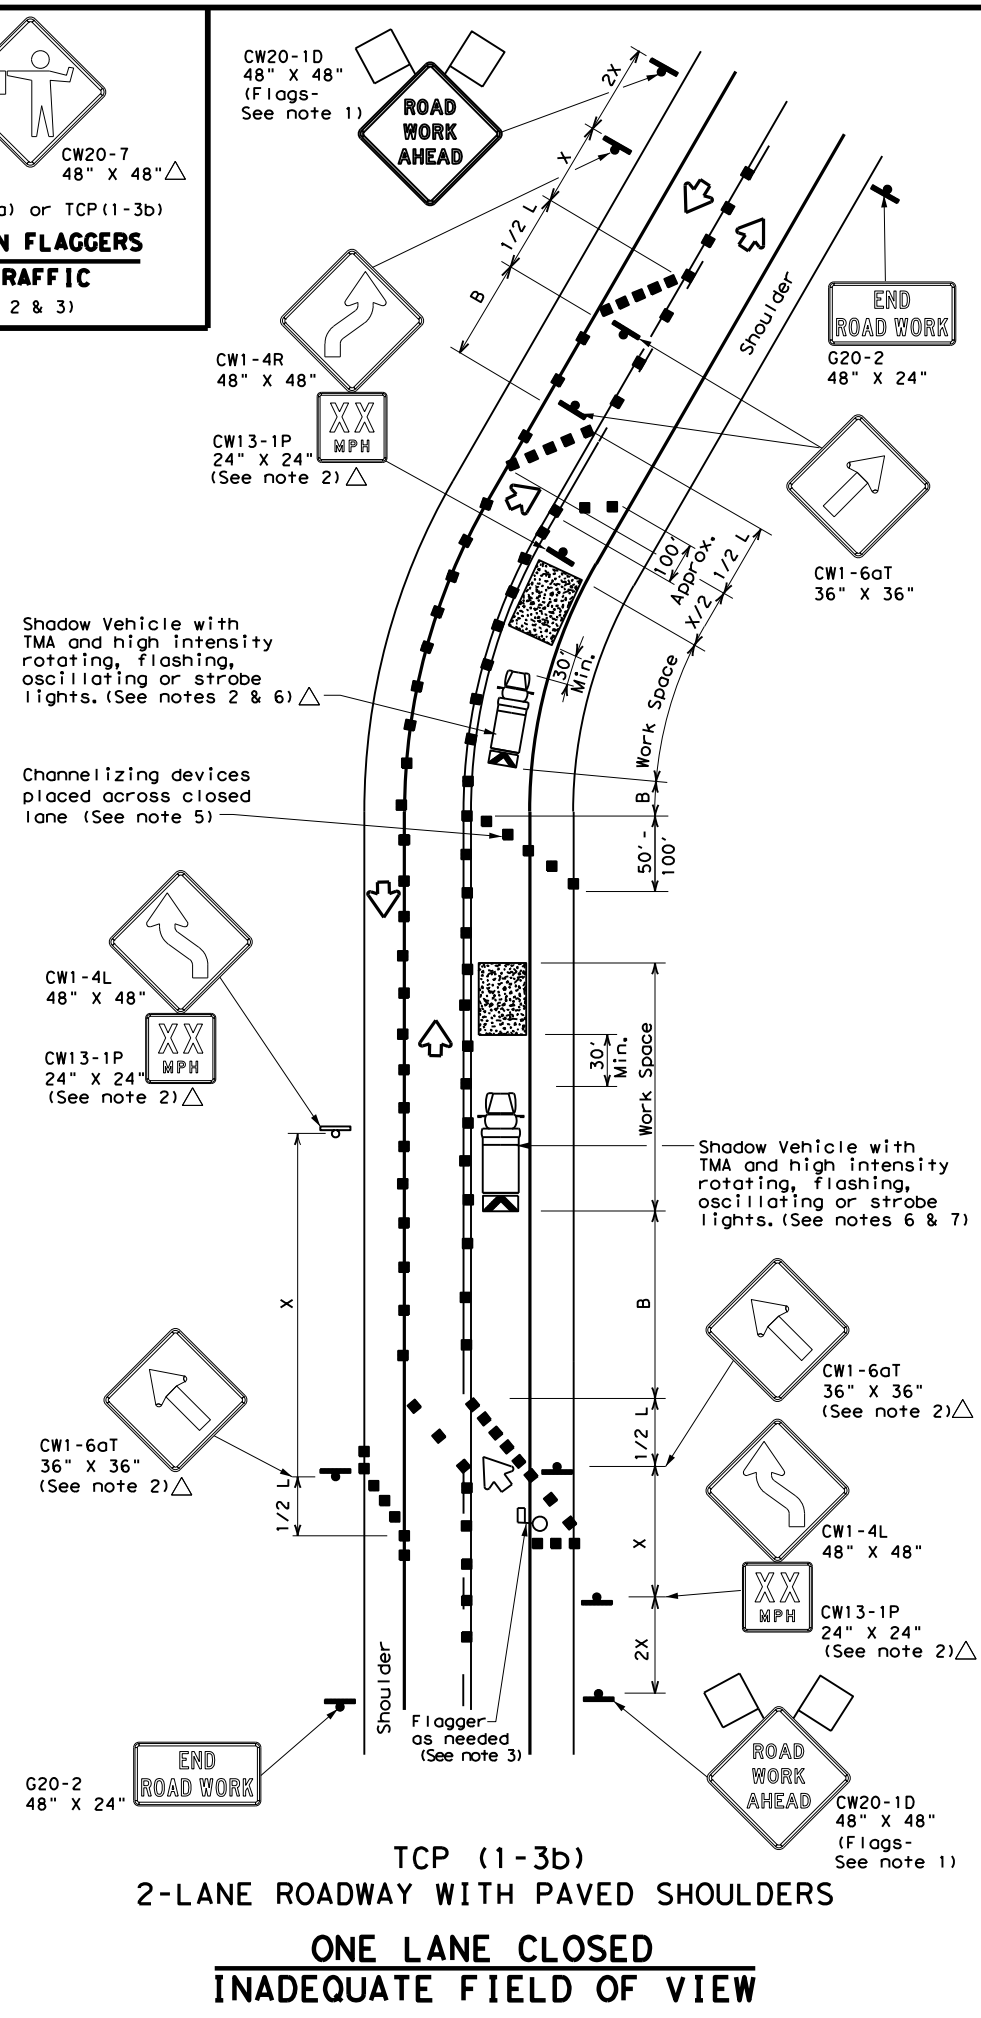 CW20-7
48" X 48"△
a) or TCP(1-3b)
N FLAGGERS
RAFFIC
2 & 3)
CW20-1D
48" X 48"
(Flags-
See note 1)
ROAD
WORK
AHEAD
2X
X
1/2 L
B
CW1-4R
48" X 48"
XX
MPH
CW13-1P
24" X 24"
(See note 2)△
Shoulder
END
ROAD WORK
G20-2
48" X 24"
CW1-6aT
36" X 36"
100'
Approx.
1/2 L
X/2
30'
Min.
Work Space
B
50' -
100'
Shadow Vehicle with
TMA and high intensity
rotating, flashing,
oscillating or strobe
lights.(See notes 2 & 6)△
Channelizing devices
placed across closed
lane (See note 5)
CW1-4L
48" X 48"
XX
MPH
CW13-1P
24" X 24"
(See note 2)△
30'
Min.
Work Space
Shadow Vehicle with
TMA and high intensity
rotating, flashing,
oscillating or strobe
lights.(See notes 6 & 7)
X
B
CW1-6aT
36" X 36"
(See note 2)△
1/2 L
CW1-6aT
36" X 36"
(See note 2)△
1/2 L
X
CW1-4L
48" X 48"
XX
MPH
CW13-1P
24" X 24"
(See note 2)△
2X
Shoulder
Flagger
as needed
(See note 3)
END
ROAD WORK
G20-2
48" X 24"
ROAD
WORK
AHEAD
CW20-1D
48" X 48"
(Flags-
See note 1)
TCP (1-3b)
2-LANE ROADWAY WITH PAVED SHOULDERS
ONE LANE CLOSED
INADEQUATE FIELD OF VIEW